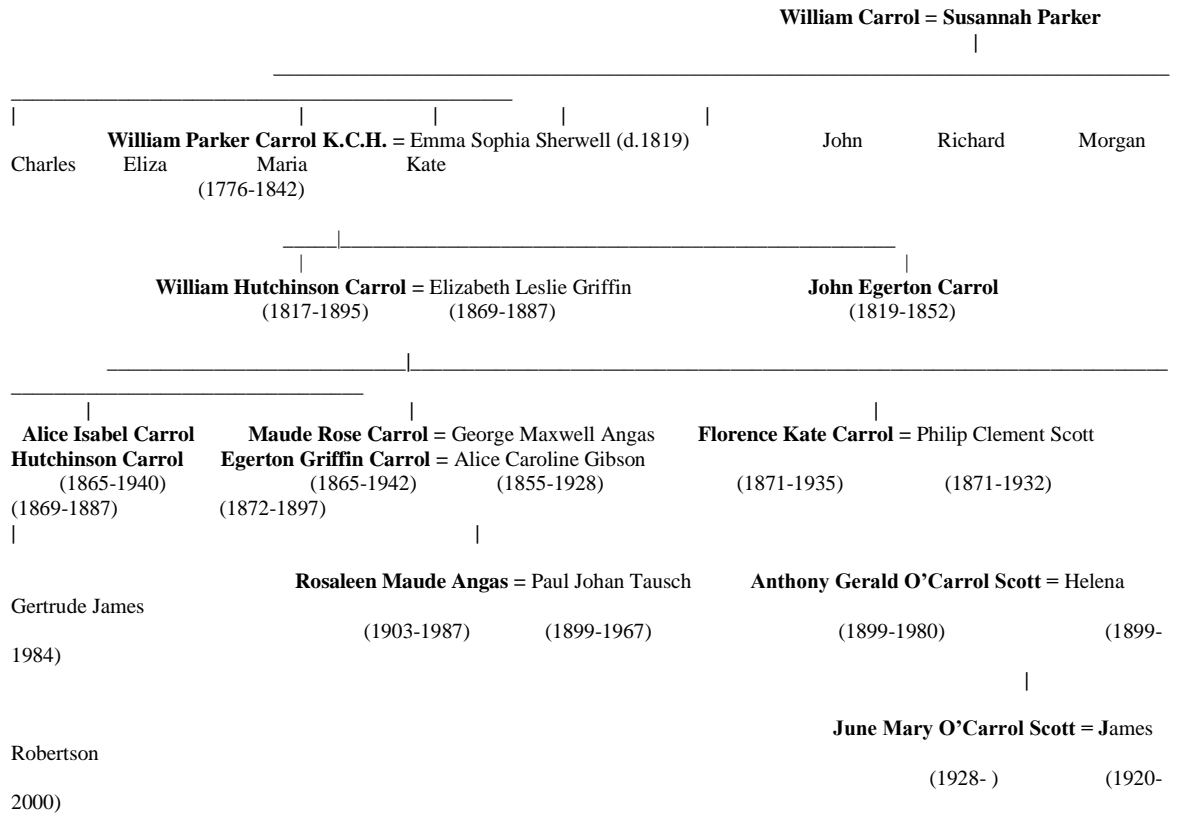 William Carrol = Susannah Parker
William Parker Carrol K.C.H. = Emma Sophia Sherwell (d.1819) John Richard Morgan
Charles Eliza Maria Kate
(1776-1842)
William Hutchinson Carrol = Elizabeth Leslie Griffin John Egerton Carrol
(1817-1895) (1869-1887) (1819-1852)
Alice Isabel Carrol Maude Rose Carrol = George Maxwell Angas Florence Kate Carrol = Philip Clement Scott
Hutchinson Carrol Egerton Griffin Carrol = Alice Caroline Gibson
(1865-1940) (1865-1942) (1855-1928) (1871-1935) (1871-1932)
(1869-1887) (1872-1897)
Rosaleen Maude Angas = Paul Johan Tausch Anthony Gerald O’Carrol Scott = Helena
Gertrude James
(1903-1987) (1899-1967) (1899-1980) (1899-
1984)
June Mary O’Carrol Scott = James
Robertson
(1928- ) (1920-
2000)